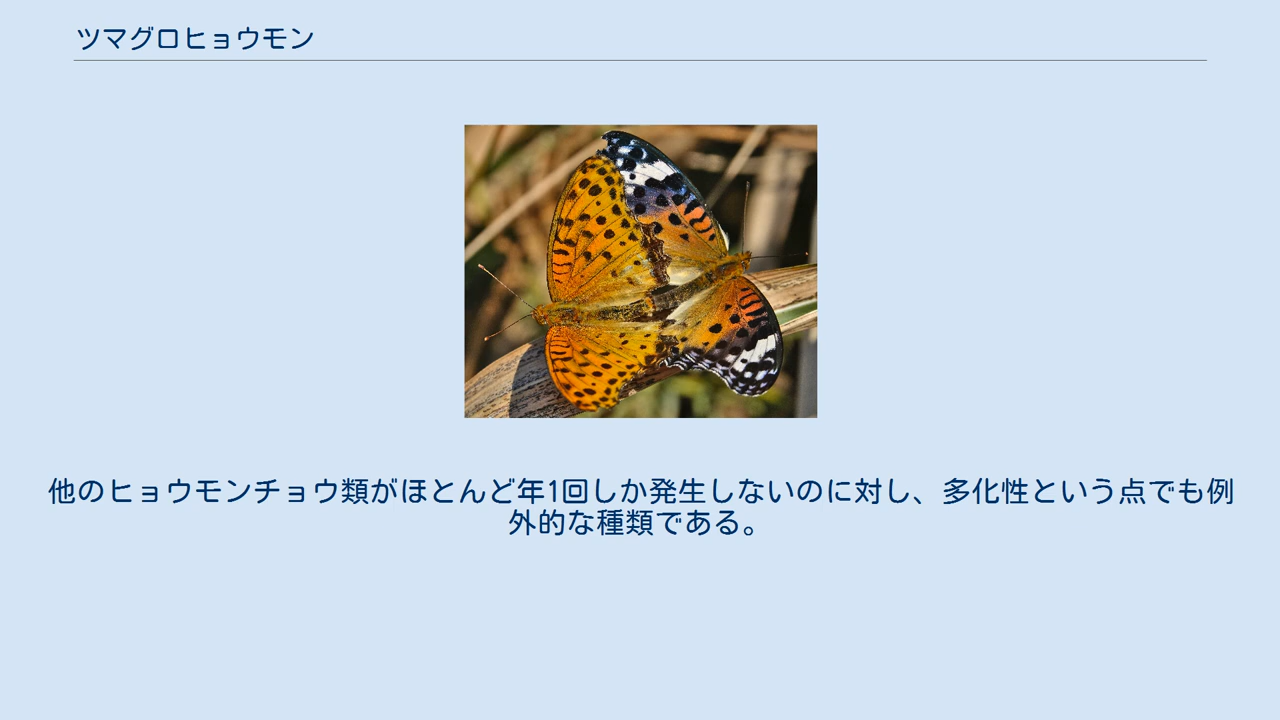 ツマグロヒョウモン
他のヒョウモンチョウ類がほとんど年1回しか発生しないのに対し、多化性という点でも例
外的な種類である。